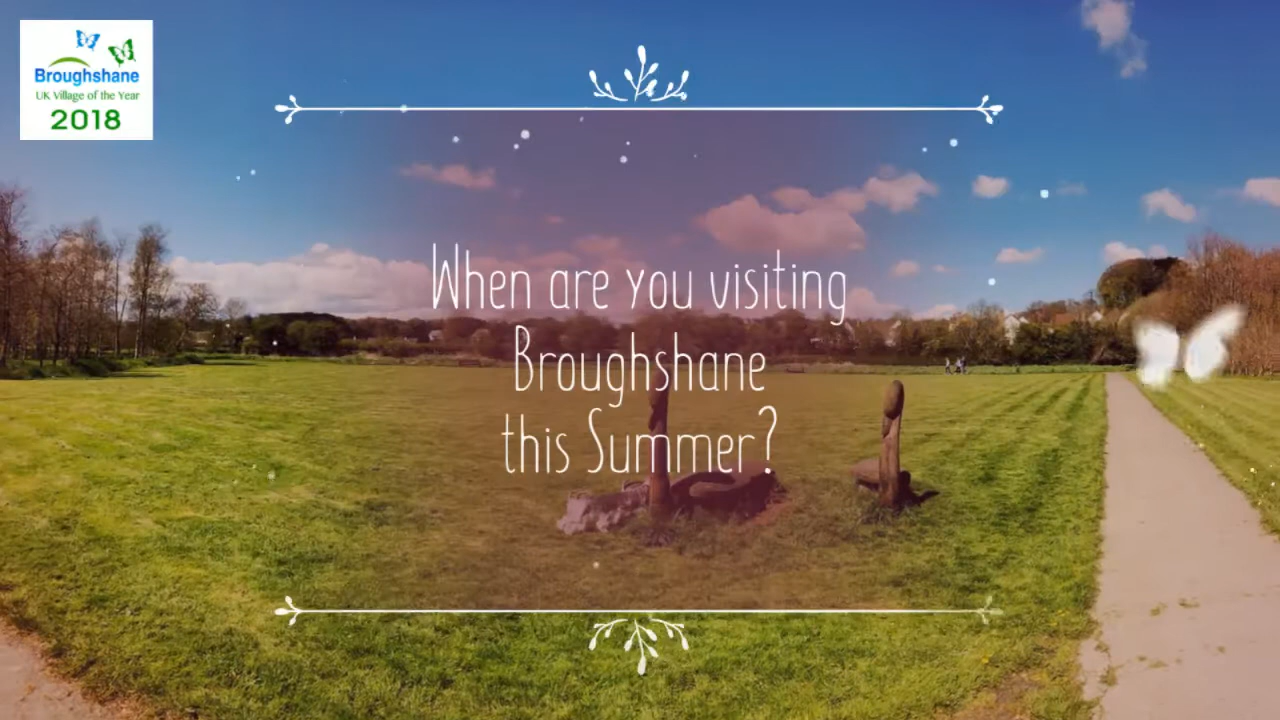 Broughshane
UK Village of the Year
2018
When are you visiting
Broughshane
this Summer?